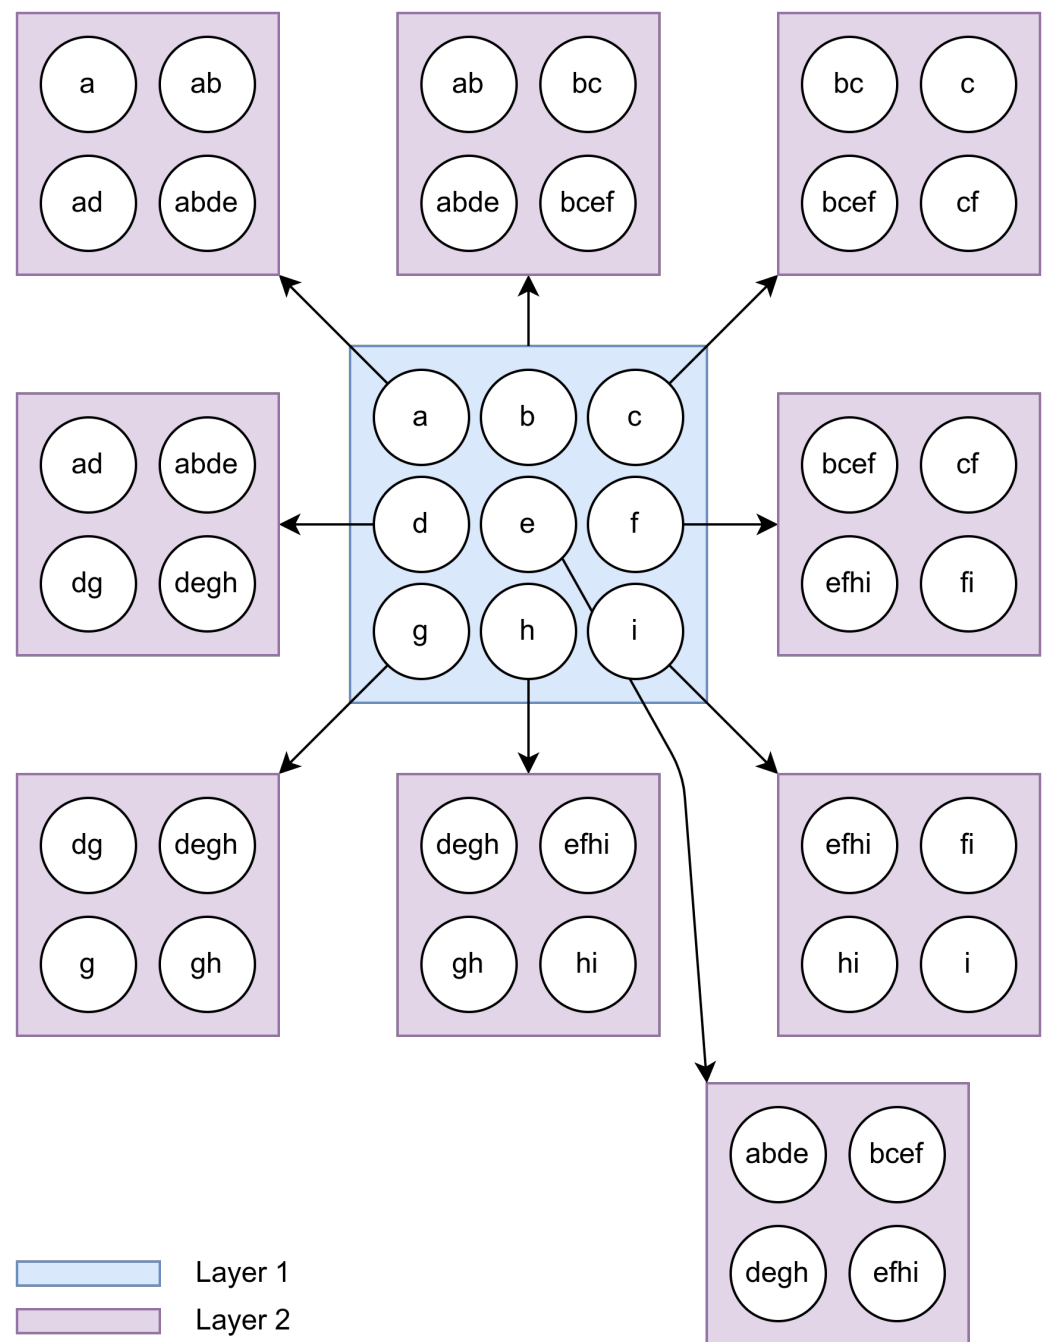 a ab
ad abde
ab bc
abde bcef
bc c
bcef cf
ad abde
dg degh
a b c
d e f
g h i
bcef cf
efhi fi
dg degh
g gh
degh efhi
gh hi
efhi fi
hi i
abde bcef
degh efhi
Layer 1
Layer 2